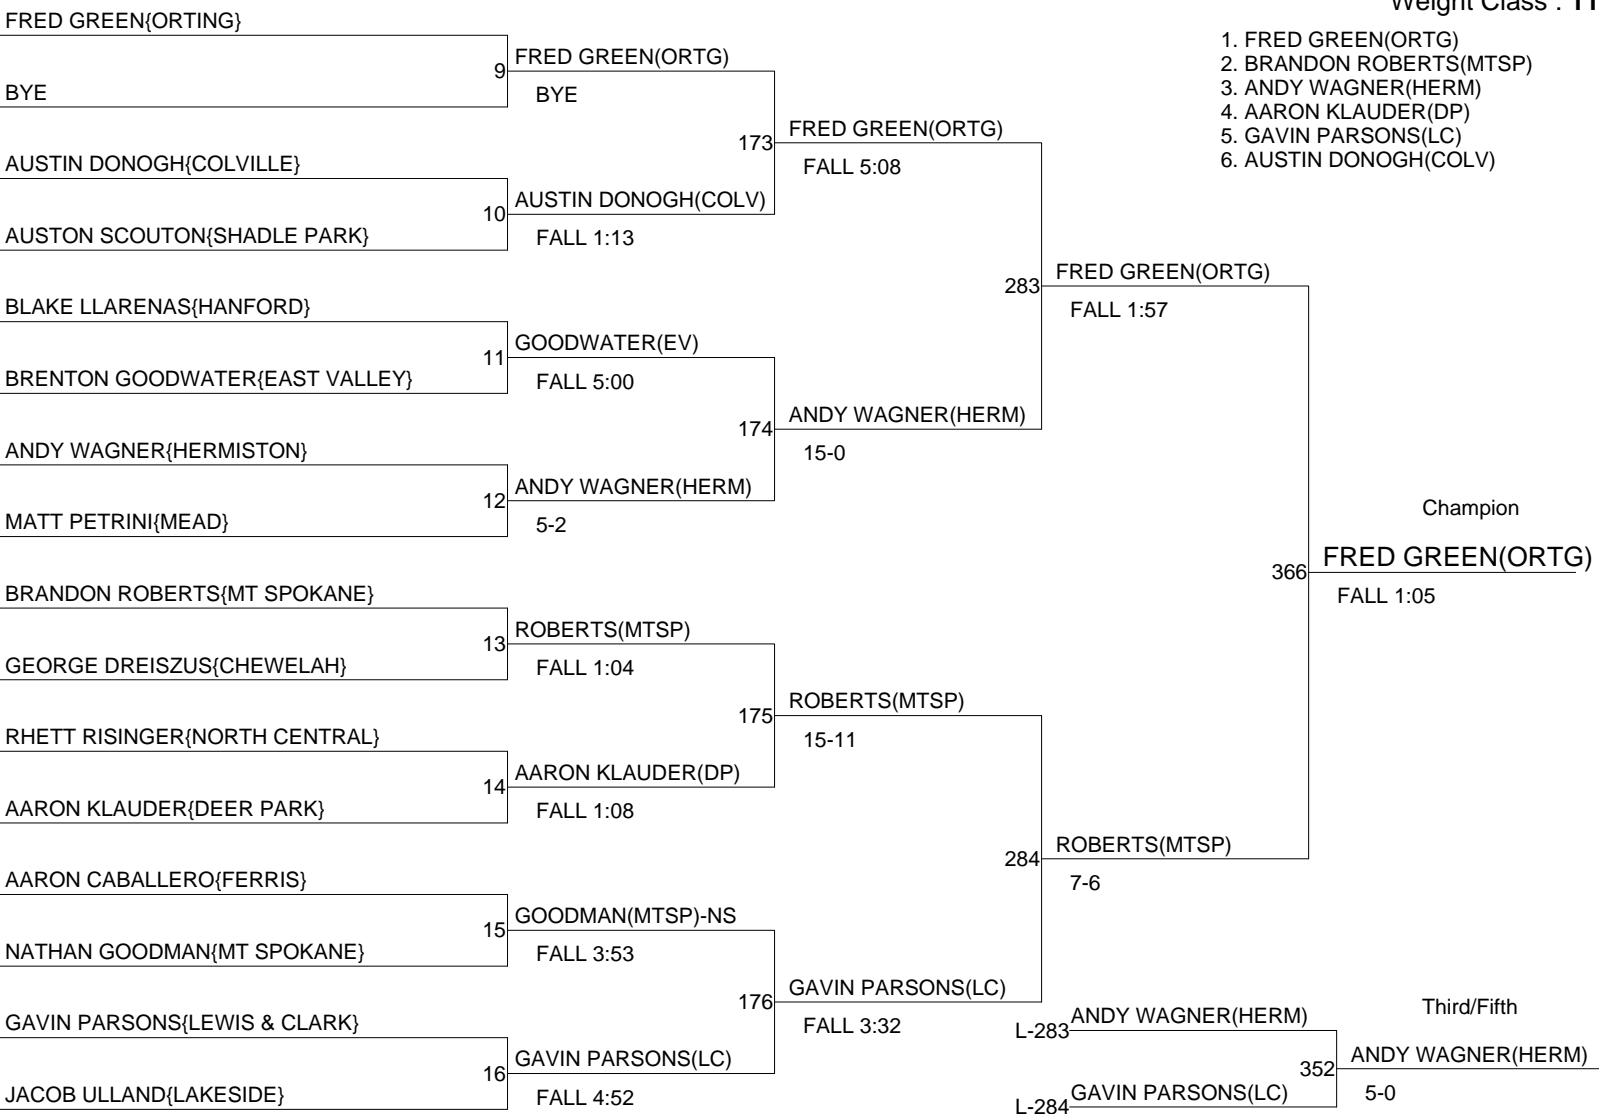 Weight Class : 11
1. FRED GREEN(ORTG)
2. BRANDON ROBERTS(MTSP)
3. ANDY WAGNER(HERM)
4. AARON KLAUDER(DP)
5. GAVIN PARSONS(LC)
6. AUSTIN DONOGH(COLV)
FRED GREEN{ORTING}
BYE
AUSTIN DONOGH{COLVILLE}
AUSTON SCOUTON{SHADLE PARK}
BLAKE LLARENAS{HANFORD}
BRENTON GOODWATER{EAST VALLEY}
ANDY WAGNER{HERMISTON}
MATT PETRINI{MEAD}
BRANDON ROBERTS{MT SPOKANE}
GEORGE DREISZUS{CHEWELAH}
RHETT RISINGER{NORTH CENTRAL}
AARON KLAUDER{DEER PARK}
AARON CABALLERO{FERRIS}
NATHAN GOODMAN{MT SPOKANE}
GAVIN PARSONS{LEWIS & CLARK}
JACOB ULLAND{LAKESIDE}
9 FRED GREEN(ORTG)
BYE
10 AUSTIN DONOGH(COLV)
FALL 1:13
11 GOODWATER(EV)
FALL 5:00
12 ANDY WAGNER(HERM)
5-2
13 ROBERTS(MTSP)
FALL 1:04
14 AARON KLAUDER(DP)
FALL 1:08
15 GOODMAN(MTSP)-NS
FALL 3:53
16 GAVIN PARSONS(LC)
FALL 4:52
173 FRED GREEN(ORTG)
FALL 5:08
174 ANDY WAGNER(HERM)
15-0
175 ROBERTS(MTSP)
15-11
176 GAVIN PARSONS(LC)
FALL 3:32
283 FRED GREEN(ORTG)
FALL 1:57
284 ROBERTS(MTSP)
7-6
Champion
366 FRED GREEN(ORTG)
FALL 1:05
Third/Fifth
L-283 ANDY WAGNER(HERM)
L-284 GAVIN PARSONS(LC)
352 ANDY WAGNER(HERM)
5-0